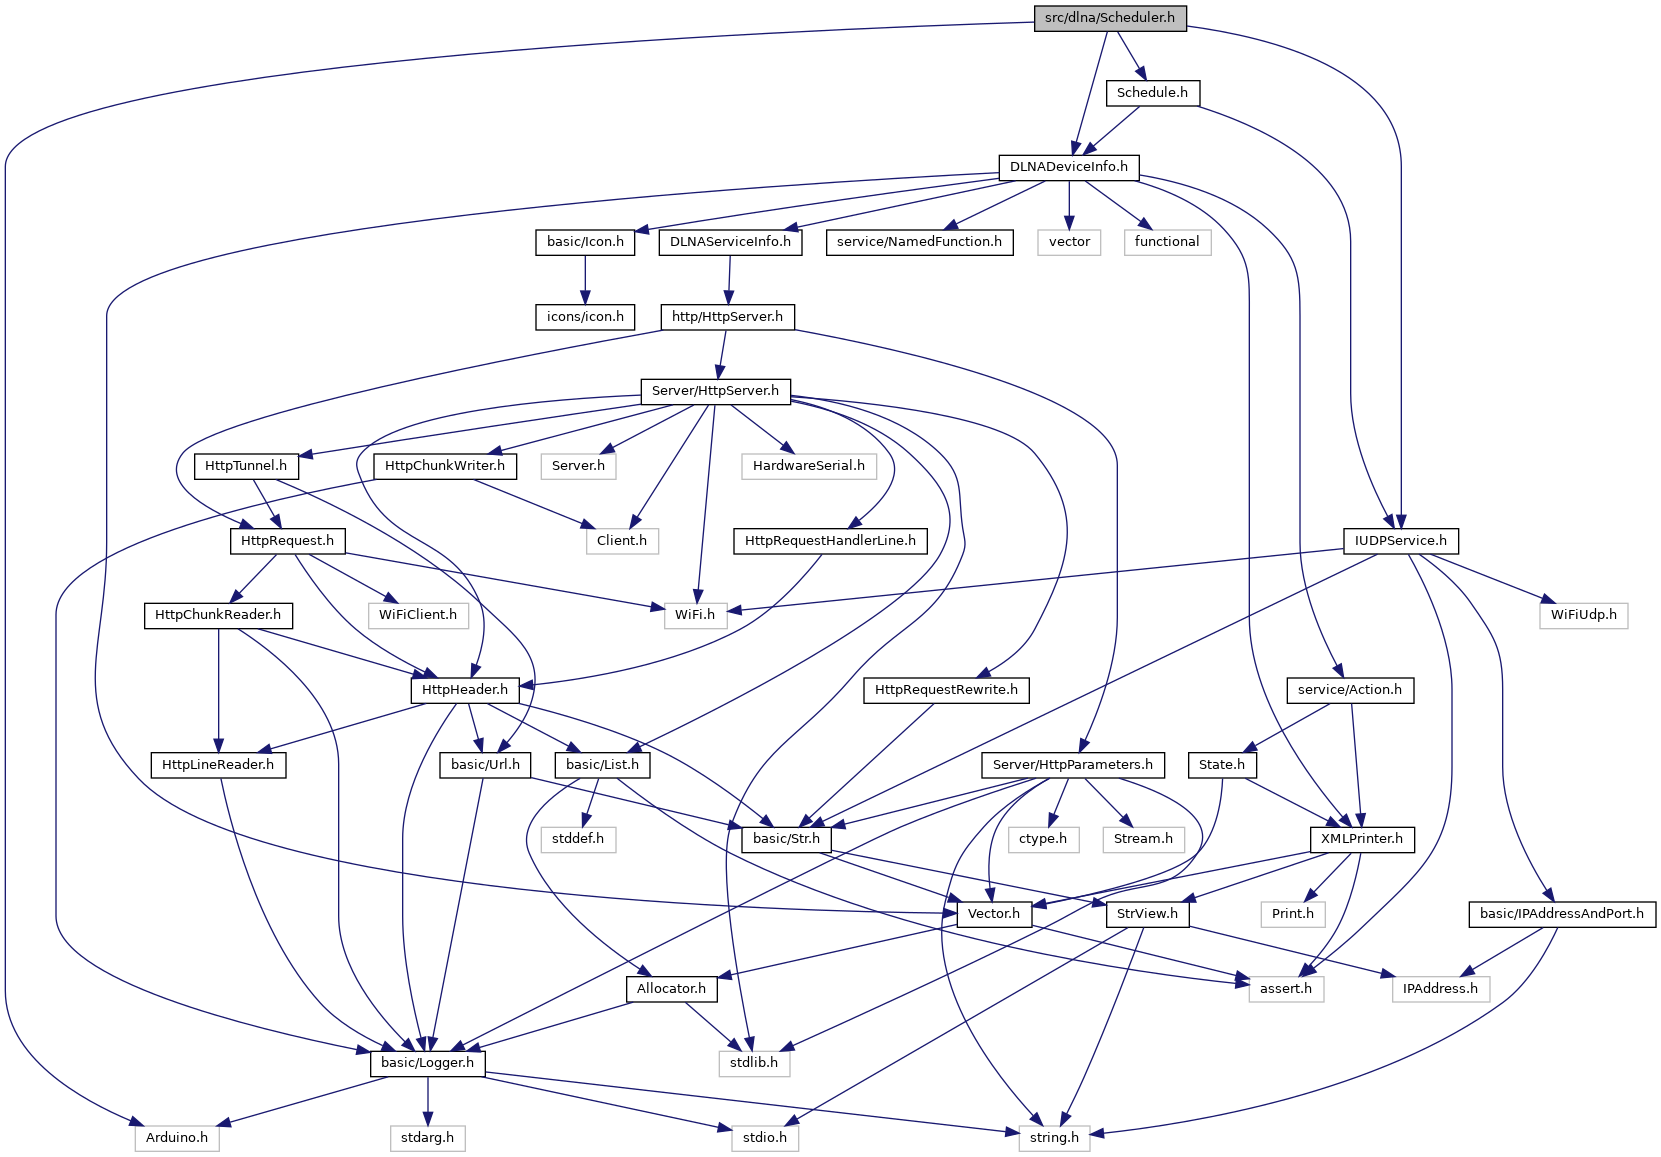 src/dlna/Scheduler.h
Schedule.h
DLNADeviceInfo.h
basic/Icon.h
DLNAServiceInfo.h
service/NamedFunction.h
vector
functional
icons/icon.h
http/HttpServer.h
Server/HttpServer.h
HttpTunnel.h
HttpChunkWriter.h
Server.h
HardwareSerial.h
HttpRequest.h
Client.h
HttpRequestHandlerLine.h
IUDPService.h
HttpChunkReader.h
WiFiClient.h
WiFi.h
WiFiUdp.h
HttpHeader.h
HttpRequestRewrite.h
service/Action.h
HttpLineReader.h
basic/Url.h
basic/List.h
Server/HttpParameters.h
State.h
stddef.h
basic/Str.h
ctype.h
Stream.h
XMLPrinter.h
Vector.h
StrView.h
Print.h
basic/IPAddressAndPort.h
Allocator.h
assert.h
IPAddress.h
basic/Logger.h
stdlib.h
Arduino.h
stdarg.h
stdio.h
string.h